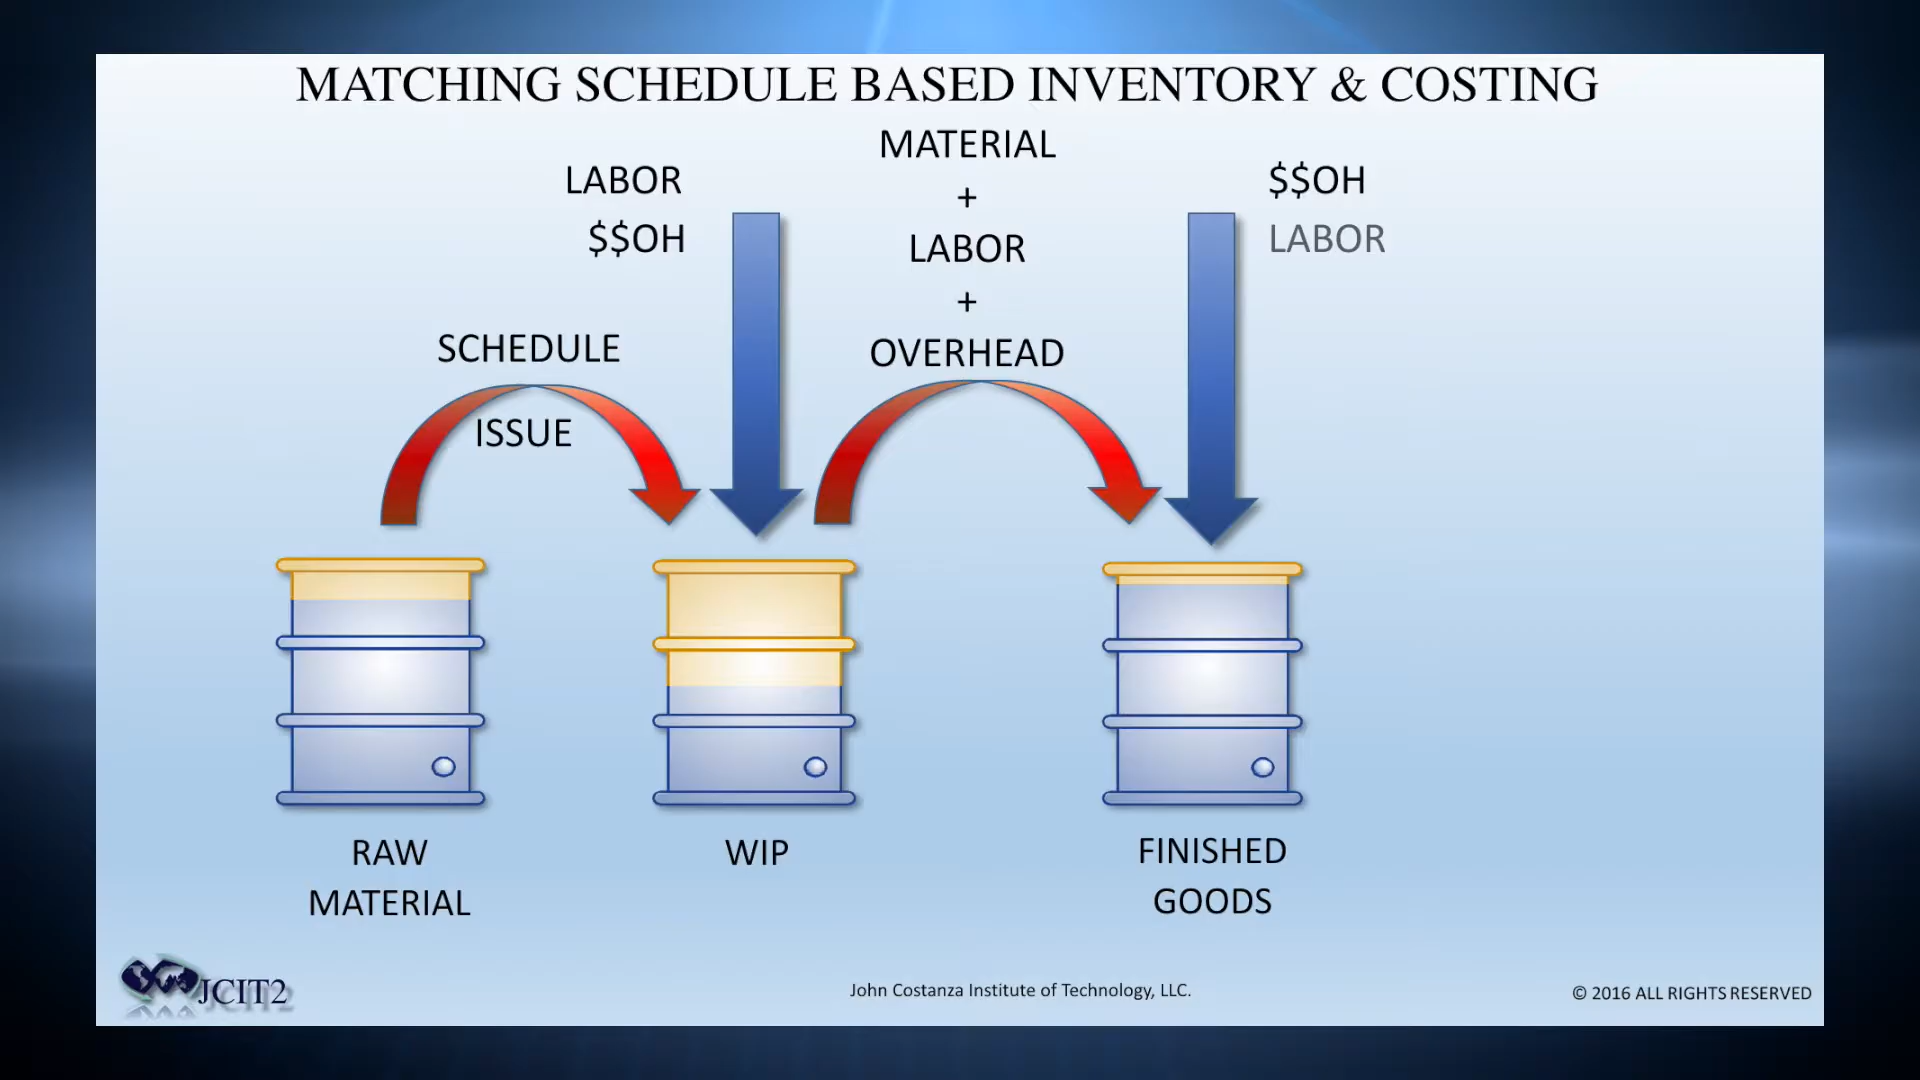 MATCHING SCHEDULE BASED INVENTORY & COSTING
LABOR
$$OH
MATERIAL
+
LABOR
+
OVERHEAD
$$OH
LABOR
SCHEDULE
ISSUE
RAW
MATERIAL
WIP
FINISHED
GOODS
JCIT2
John Costanza Institute of Technology, LLC.
© 2016 ALL RIGHTS RESERVED